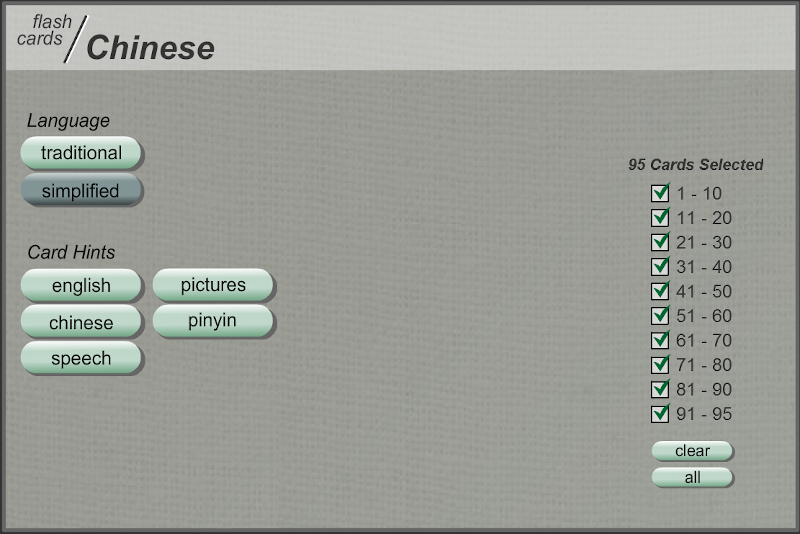 flash
cards
Chinese
Language
traditional
simplified
Card Hints
english
pictures
chinese
pinyin
speech
95 Cards Selected
1 - 10
11 - 20
21 - 30
31 - 40
41 - 50
51 - 60
61 - 70
71 - 80
81 - 90
91 - 95
clear
all